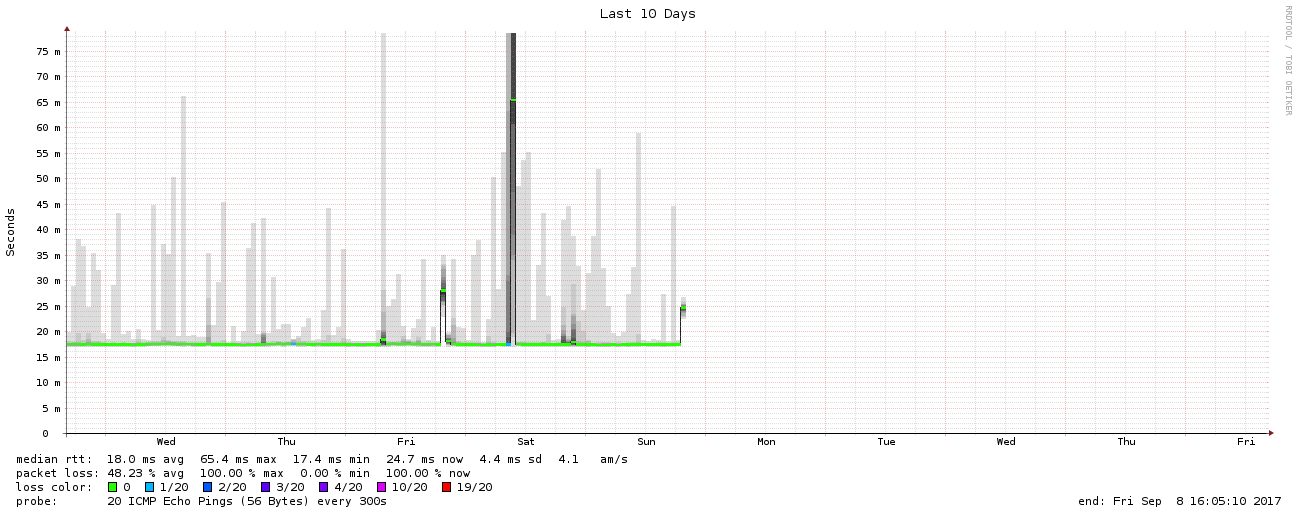 Last 10 Days
RRDTOOL / TOBI OETIKER
Seconds
75 m
70 m
65 m
60 m
55 m
50 m
45 m
40 m
35 m
30 m
25 m
20 m
15 m
10 m
5 m
0
Wed Thu Fri Sat Sun Mon Tue Wed Thu Fri
median rtt: 18.0 ms avg 65.4 ms max 17.4 ms min 24.7 ms now 4.4 ms sd 4.1 am/s
packet loss: 48.23 % avg 100.00 % max 0.00 % min 100.00 % now
loss color: 0 1/20 2/20 3/20 4/20 10/20 19/20
probe: 20 ICMP Echo Pings (56 Bytes) every 300s end: Fri Sep 8 16:05:10 2017